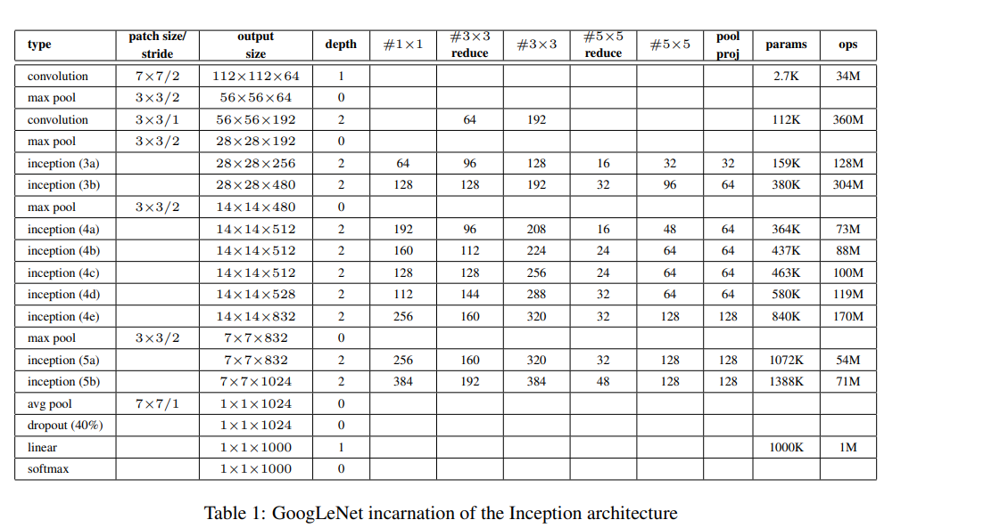 type patch size/ stride output size depth #1×1 #3×3 reduce #3×3 #5×5 reduce #5×5 pool proj params ops
convolution 7×7/2 112×112×64 1 2.7K 34M
max pool 3×3/2 56×56×64 0
convolution 3×3/1 56×56×192 2 64 192 112K 360M
max pool 3×3/2 28×28×192 0
inception (3a) 28×28×256 2 64 96 128 16 32 32 159K 128M
inception (3b) 28×28×480 2 128 128 192 32 96 64 380K 304M
max pool 3×3/2 14×14×480 0
inception (4a) 14×14×512 2 192 96 208 16 48 64 364K 73M
inception (4b) 14×14×512 2 160 112 224 24 64 64 437K 88M
inception (4c) 14×14×512 2 128 128 256 24 64 64 463K 100M
inception (4d) 14×14×528 2 112 144 288 32 64 64 580K 119M
inception (4e) 14×14×832 2 256 160 320 32 128 128 840K 170M
max pool 3×3/2 7×7×832 0
inception (5a) 7×7×832 2 256 160 320 32 128 128 1072K 54M
inception (5b) 7×7×1024 2 384 192 384 48 128 128 1388K 71M
avg pool 7×7/1 1×1×1024 0
dropout (40%) 1×1×1024 0
linear 1×1×1000 1 1000K 1M
softmax 1×1×1000 0
Table 1: GoogLeNet incarnation of the Inception architecture